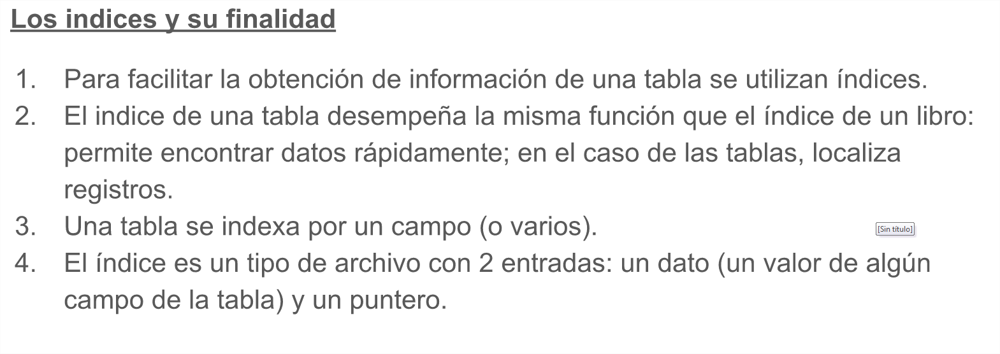 Los indices y su finalidad
1. Para facilitar la obtención de información de una tabla se utilizan índices.
2. El indice de una tabla desempeña la misma función que el índice de un libro:
permite encontrar datos rápidamente; en el caso de las tablas, localiza
registros.
3. Una tabla se indexa por un campo (o varios).
[Sin título]
4. El índice es un tipo de archivo con 2 entradas: un dato (un valor de algún
campo de la tabla) y un puntero.